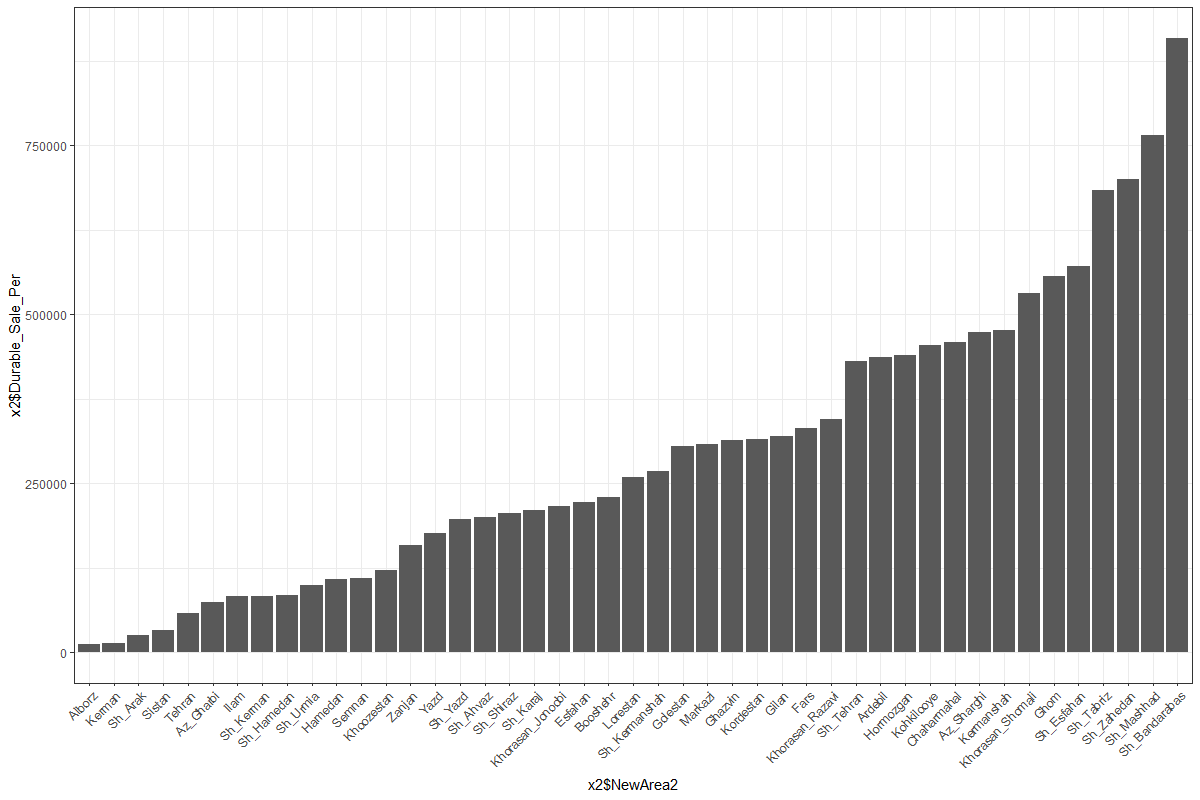 x2$Durable_Sale_Per
750000
500000
250000
0
Alborz
Kerman
Sh_Arak
Sistan
Tehran
Az_Gharbi
Ilam
Sh_Kerman
Sh_Hamedan
Sh_Urmia
Hamedan
Semnan
Khoozestan
Zanjan
Yazd
Sh_Yazd
Sh_Ahvaz
Sh_Shiraz
Sh_Karaj
Khorasan_Jonoobi
Esfahan
Booshehr
Lorestan
Sh_Kermanshah
Golestan
Markazi
Ghazvin
Kordestan
Gilan
Fars
Khorasan_Razavi
Sh_Tehran
Ardebil
Hormozgan
Kohkilooye
Chaharmahal
Az_Sharghi
Kermanshah
Khorasan_Shomali
Ghom
Sh_Esfahan
Sh_Tabriz
Sh_Zahedan
Sh_Mashhad
Sh_Bandarabas
x2$NewArea2